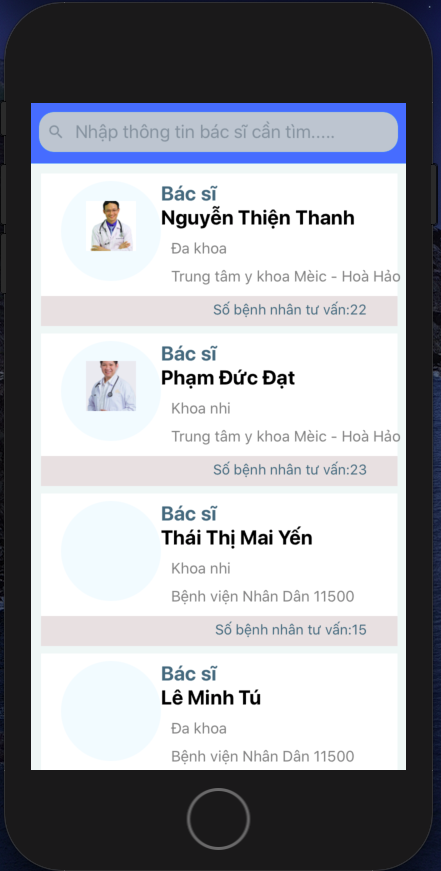 Nhập thông tin bác sĩ cần tìm.....
Bác sĩ
Nguyễn Thiện Thanh
Đa khoa
Trung tâm y khoa Mèic - Hoà Hảo
Số bệnh nhân tư vấn:22
Bác sĩ
Phạm Đức Đạt
Khoa nhi
Trung tâm y khoa Mèic - Hoà Hảo
Số bệnh nhân tư vấn:23
Bác sĩ
Thái Thị Mai Yến
Khoa nhi
Bệnh viện Nhân Dân 11500
Số bệnh nhân tư vấn:15
Bác sĩ
Lê Minh Tú
Đa khoa
Bệnh viện Nhân Dân 11500